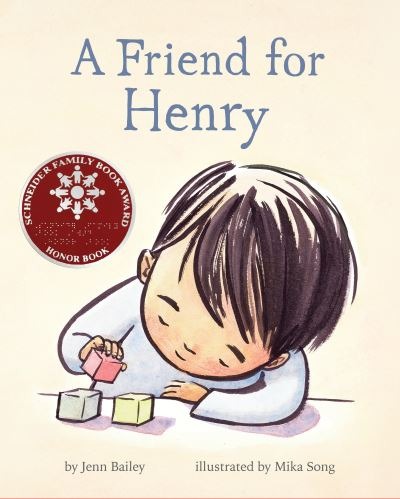 A Friend for
Henry
SCHNEIDER FAMILY BOOK AWARD
HONOR BOOK
by Jenn Bailey
illustrated by Mika Song